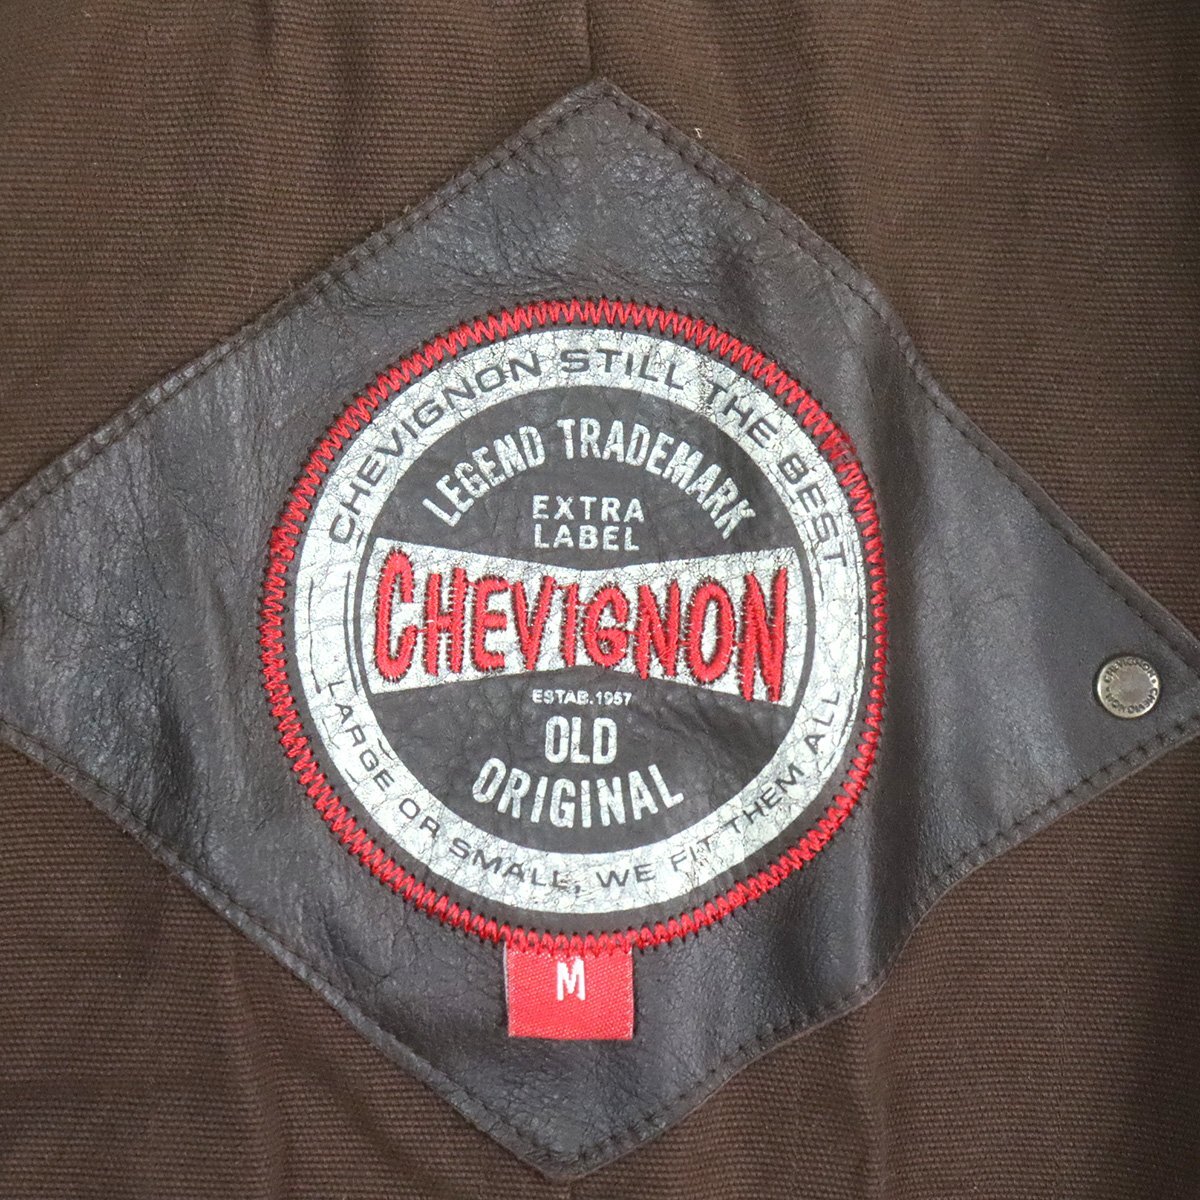 CHEVIGNON STILL THE BEST
LEGEND TRADEMARK
EXTRA
LABEL
CHEVIGNON
ESTAB.1957
OLD
ORIGINAL
LARGE OR SMALL, WE FIT THEM ALL
M
CHEVIGNON